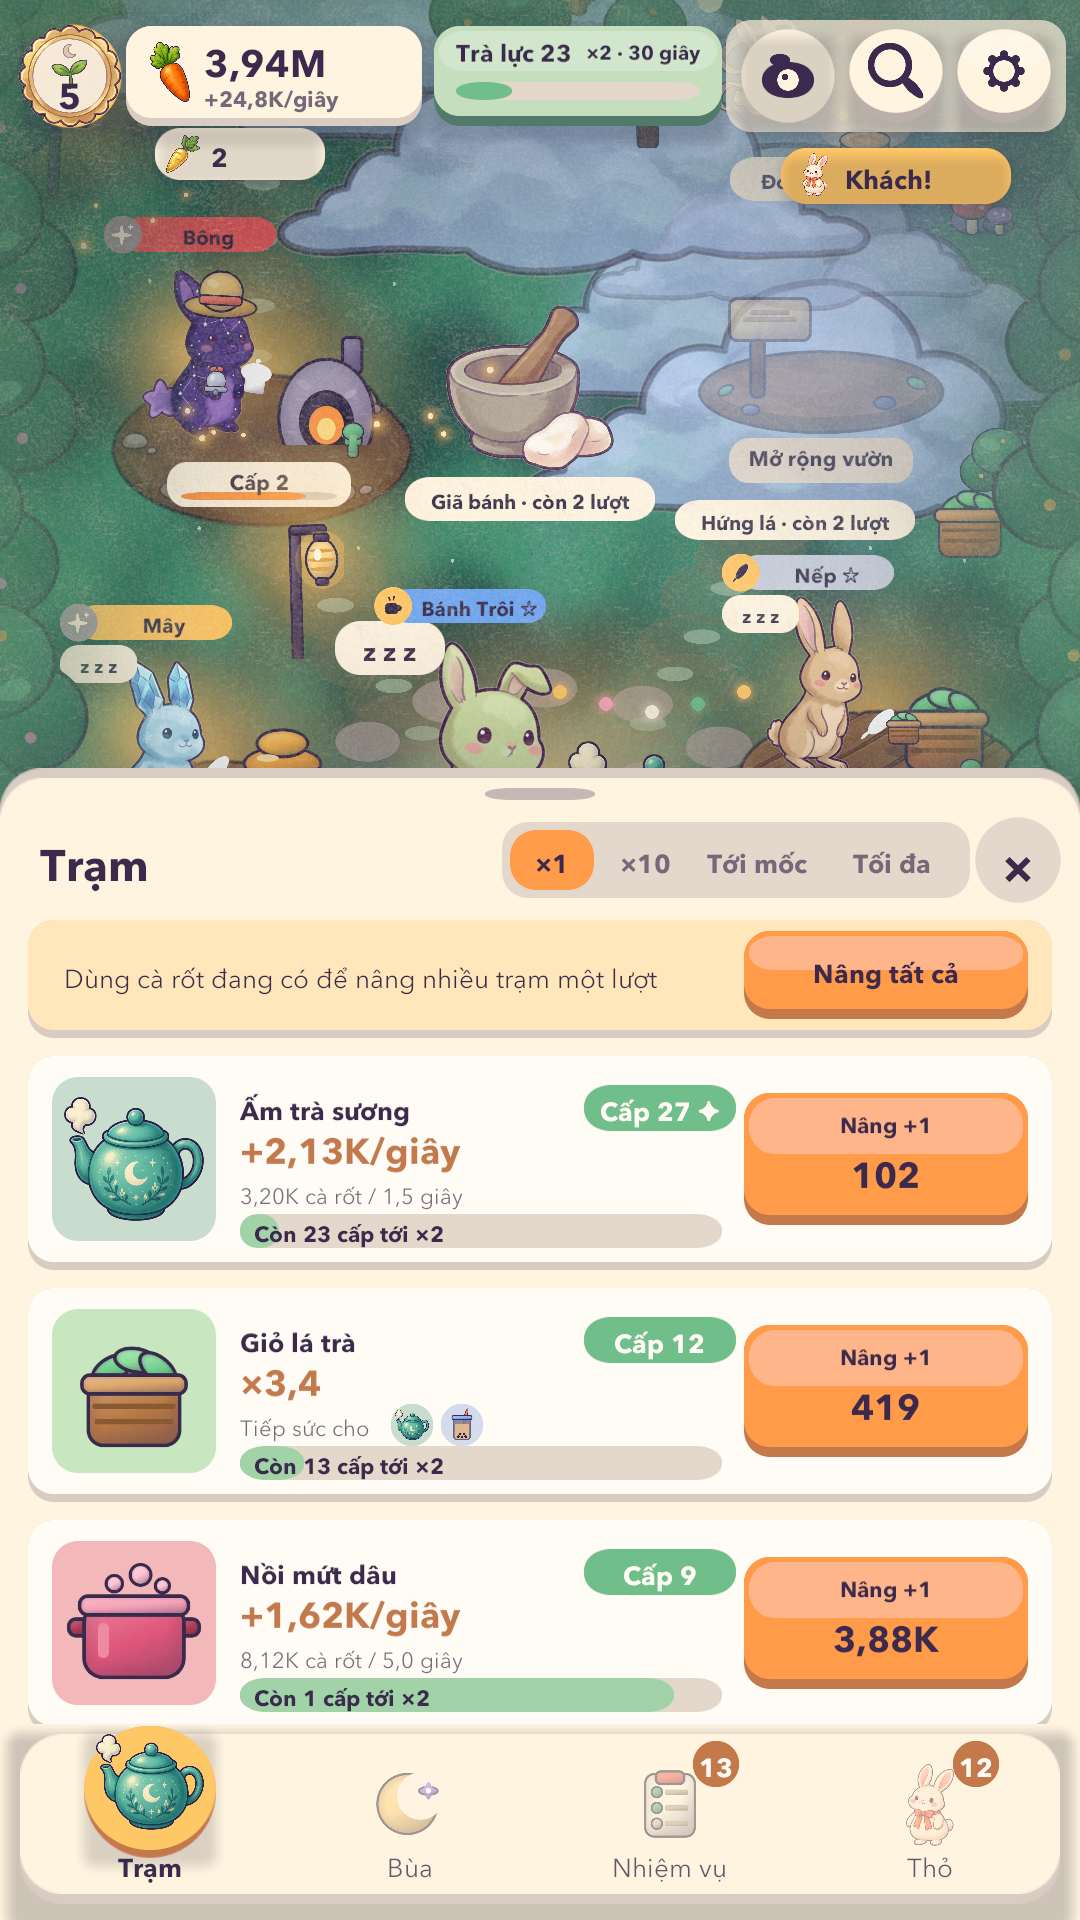 5
3,94M
+24,8K/giây
Trà lực 23 ×2 · 30 giây
2
Khách!
Bông
Cấp 2
Giã bánh · còn 2 lượt
Mở rộng vườn
Hứng lá · còn 2 lượt
Nếp ☆
z z z
Bánh Trôi ☆
z z z
Mây
z z z
Trạm
×1 ×10 Tới mốc Tối đa ×
Dùng cà rốt đang có để nâng nhiều trạm một lượt
Nâng tất cả
Ấm trà sương
Cấp 27 ✦
+2,13K/giây
3,20K cà rốt / 1,5 giây
Còn 23 cấp tới ×2
Nâng +1
102
Giỏ lá trà
Cấp 12
×3,4
Tiếp sức cho
Còn 13 cấp tới ×2
Nâng +1
419
Nồi mứt dâu
Cấp 9
+1,62K/giây
8,12K cà rốt / 5,0 giây
Còn 1 cấp tới ×2
Nâng +1
3,88K
13
12
Trạm
Bùa
Nhiệm vụ
Thỏ